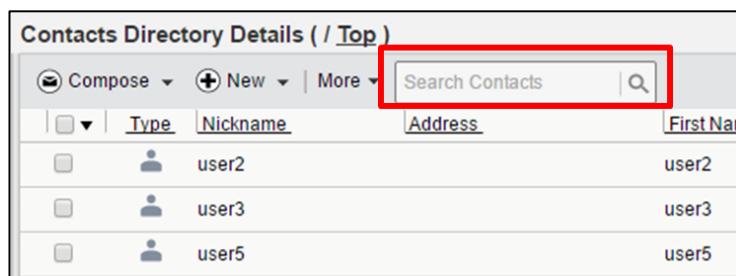 Contacts Directory Details ( / Top )
Compose New More Search Contacts
Type Nickname Address First Nar
user2 user2
user3 user3
user5 user5